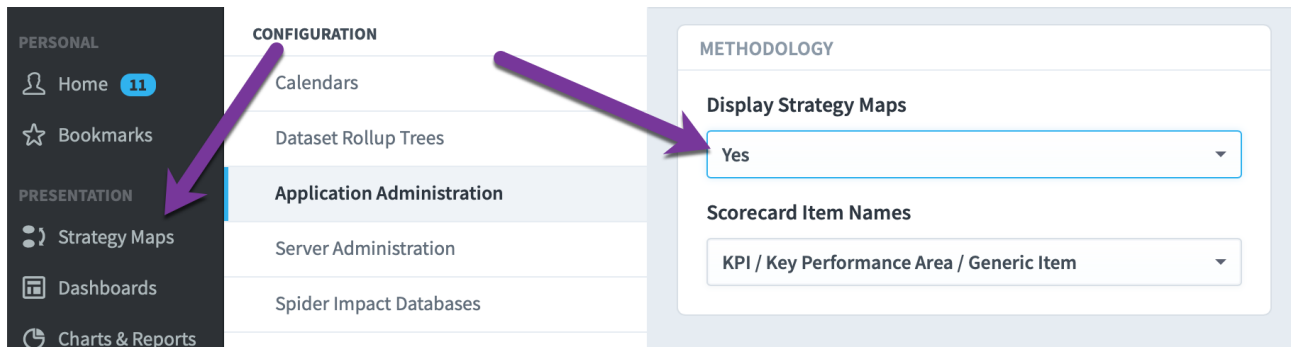 PERSONAL
Home 11
Bookmarks
PRESENTATION
Strategy Maps
Dashboards
Charts & Reports
CONFIGURATION
Calendars
Dataset Rollup Trees
Application Administration
Server Administration
Spider Impact Databases
METHODOLOGY
Display Strategy Maps
Yes
Scorecard Item Names
KPI / Key Performance Area / Generic Item